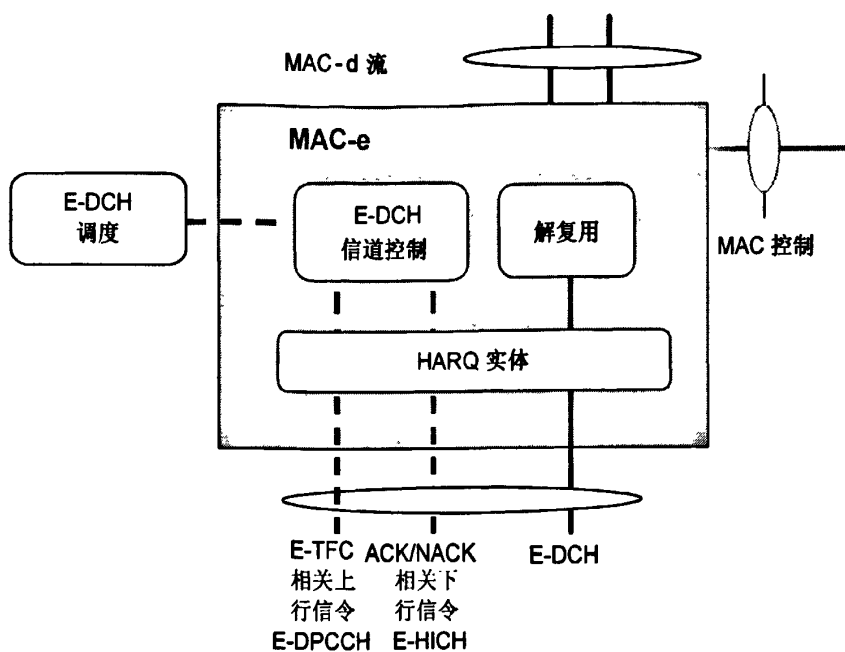 MAC-d 流
MAC-e
E-DCH
调度
E-DCH
信道控制
解复用
MAC 控制
HARQ 实体
E-TFC
相关上
行信令
E-DPCCH
ACK/NACK
相关下
行信令
E-HICH
E-DCH